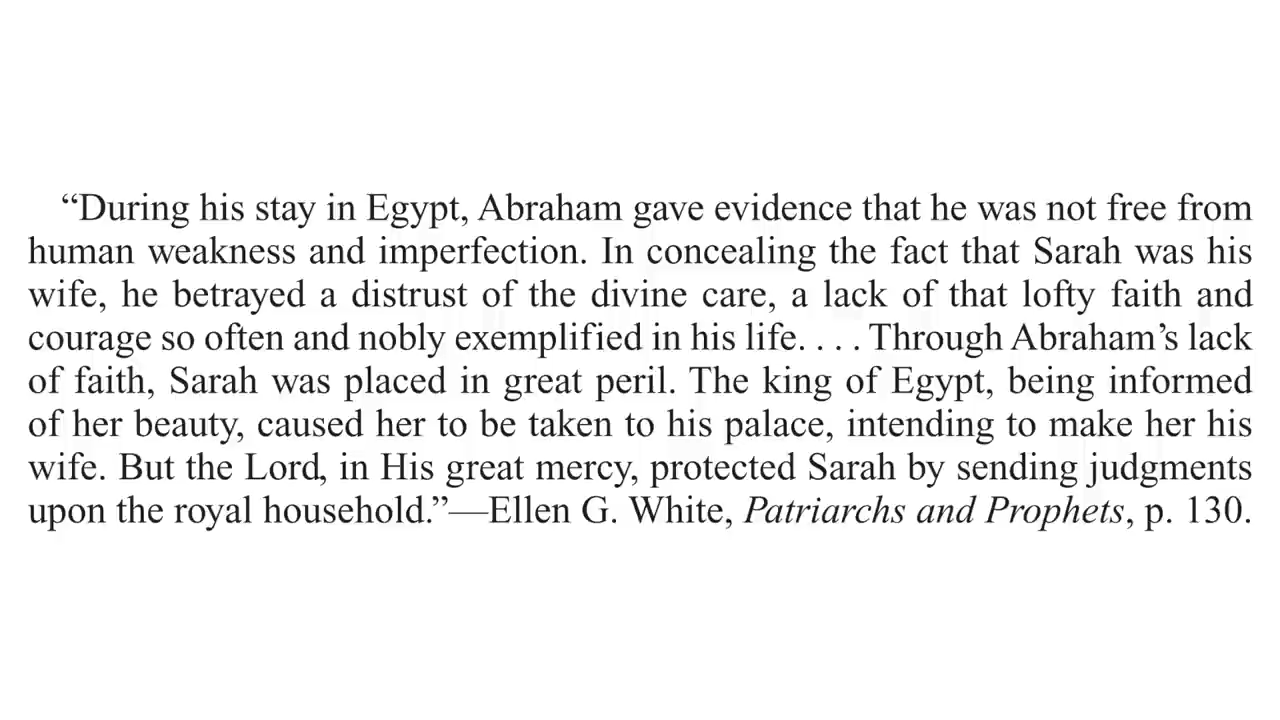 “During his stay in Egypt, Abraham gave evidence that he was not free from
human weakness and imperfection. In concealing the fact that Sarah was his
wife, he betrayed a distrust of the divine care, a lack of that lofty faith and
courage so often and nobly exemplified in his life. . . . Through Abraham’s lack
of faith, Sarah was placed in great peril. The king of Egypt, being informed
of her beauty, caused her to be taken to his palace, intending to make her his
wife. But the Lord, in His great mercy, protected Sarah by sending judgments
upon the royal household.”—Ellen G. White, Patriarchs and Prophets, p. 130.